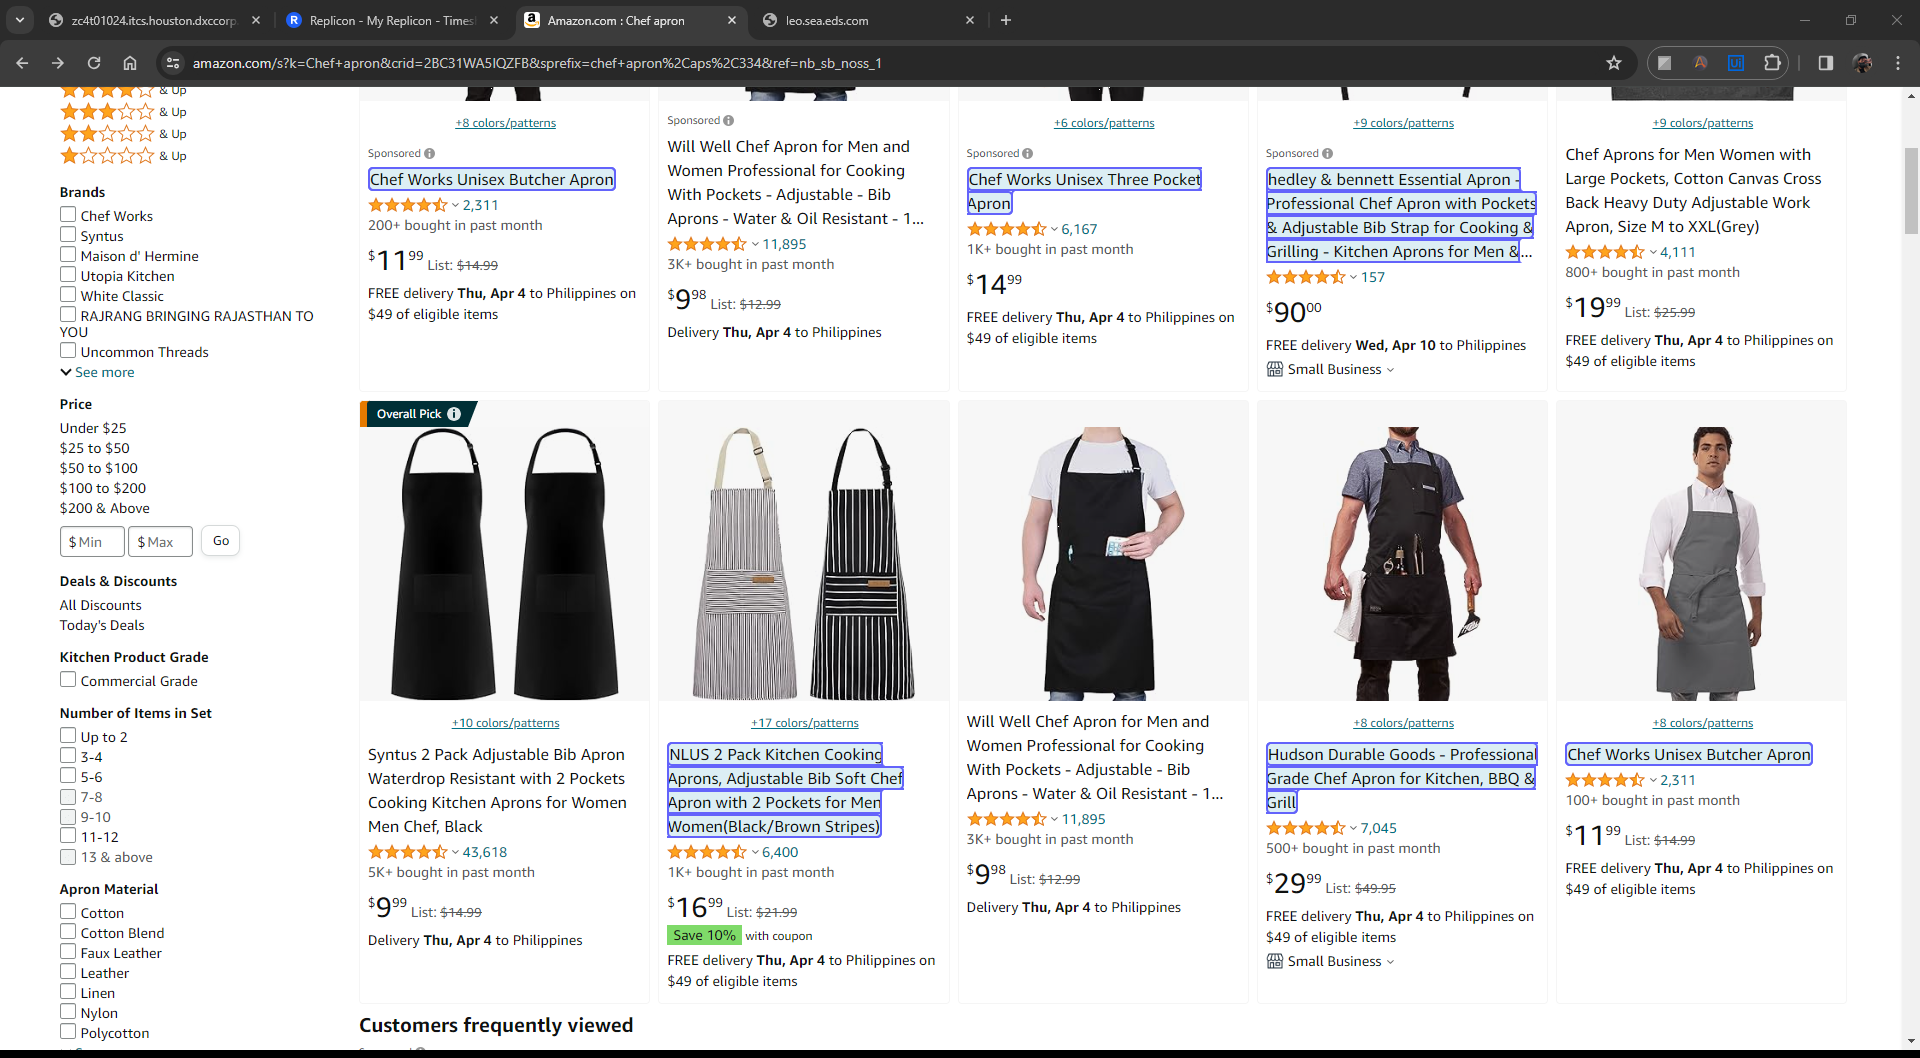 zc4t01024.itcs.houston.dxccorp
Replicon - My Replicon - Times
Amazon.com : Chef apron
leo.sea.eds.com
amazon.com/s?k=Chef+apron&crid=2BC31WA5IQZFB&sprefix=chef+apron%2Caps%2C334&ref=nb_sb_noss_1
& Up
& Up
& Up
& Up
Brands
Chef Works
Syntus
Maison d' Hermine
Utopia Kitchen
White Classic
RAJRANG BRINGING RAJASTHAN TO
YOU
Uncommon Threads
See more
Price
Under $25
$25 to $50
$50 to $100
$100 to $200
$200 & Above
$ Min $ Max Go
Deals & Discounts
All Discounts
Today's Deals
Kitchen Product Grade
Commercial Grade
Number of Items in Set
Up to 2
3-4
5-6
7-8
9-10
11-12
13 & above
Apron Material
Cotton
Cotton Blend
Faux Leather
Leather
Linen
Nylon
Polycotton
+8 colors/patterns
Sponsored
Chef Works Unisex Butcher Apron
2,311
200+ bought in past month
$11 99 List: $14.99
FREE delivery Thu, Apr 4 to Philippines on
$49 of eligible items
Sponsored
Will Well Chef Apron for Men and
Women Professional for Cooking
With Pockets - Adjustable - Bib
Aprons - Water & Oil Resistant - 1...
11,895
3K+ bought in past month
$9 98 List: $12.99
Delivery Thu, Apr 4 to Philippines
+6 colors/patterns
Sponsored
Chef Works Unisex Three Pocket
Apron
6,167
1K+ bought in past month
$14 99
FREE delivery Thu, Apr 4 to Philippines on
$49 of eligible items
+9 colors/patterns
Sponsored
hedley & bennett Essential Apron -
Professional Chef Apron with Pockets
& Adjustable Bib Strap for Cooking &
Grilling - Kitchen Aprons for Men &...
157
$90 00
FREE delivery Wed, Apr 10 to Philippines
Small Business
+9 colors/patterns
Chef Aprons for Men Women with
Large Pockets, Cotton Canvas Cross
Back Heavy Duty Adjustable Work
Apron, Size M to XXL(Grey)
4,111
800+ bought in past month
$19 99 List: $25.99
FREE delivery Thu, Apr 4 to Philippines on
$49 of eligible items
Overall Pick
+10 colors/patterns
Syntus 2 Pack Adjustable Bib Apron
Waterdrop Resistant with 2 Pockets
Cooking Kitchen Aprons for Women
Men Chef, Black
43,618
5K+ bought in past month
$9 99 List: $14.99
Delivery Thu, Apr 4 to Philippines
+17 colors/patterns
NLUS 2 Pack Kitchen Cooking
Aprons, Adjustable Bib Soft Chef
Apron with 2 Pockets for Men
Women(Black/Brown Stripes)
6,400
1K+ bought in past month
$16 99 List: $21.99
Save 10% with coupon
FREE delivery Thu, Apr 4 to Philippines on
$49 of eligible items
Will Well Chef Apron for Men and
Women Professional for Cooking
With Pockets - Adjustable - Bib
Aprons - Water & Oil Resistant - 1...
11,895
3K+ bought in past month
$9 98 List: $12.99
Delivery Thu, Apr 4 to Philippines
+8 colors/patterns
Hudson Durable Goods - Professional
Grade Chef Apron for Kitchen, BBQ &
Grill
7,045
500+ bought in past month
$29 99 List: $49.95
FREE delivery Thu, Apr 4 to Philippines on
$49 of eligible items
Small Business
+8 colors/patterns
Chef Works Unisex Butcher Apron
2,311
100+ bought in past month
$11 99 List: $14.99
FREE delivery Thu, Apr 4 to Philippines on
$49 of eligible items
Customers frequently viewed